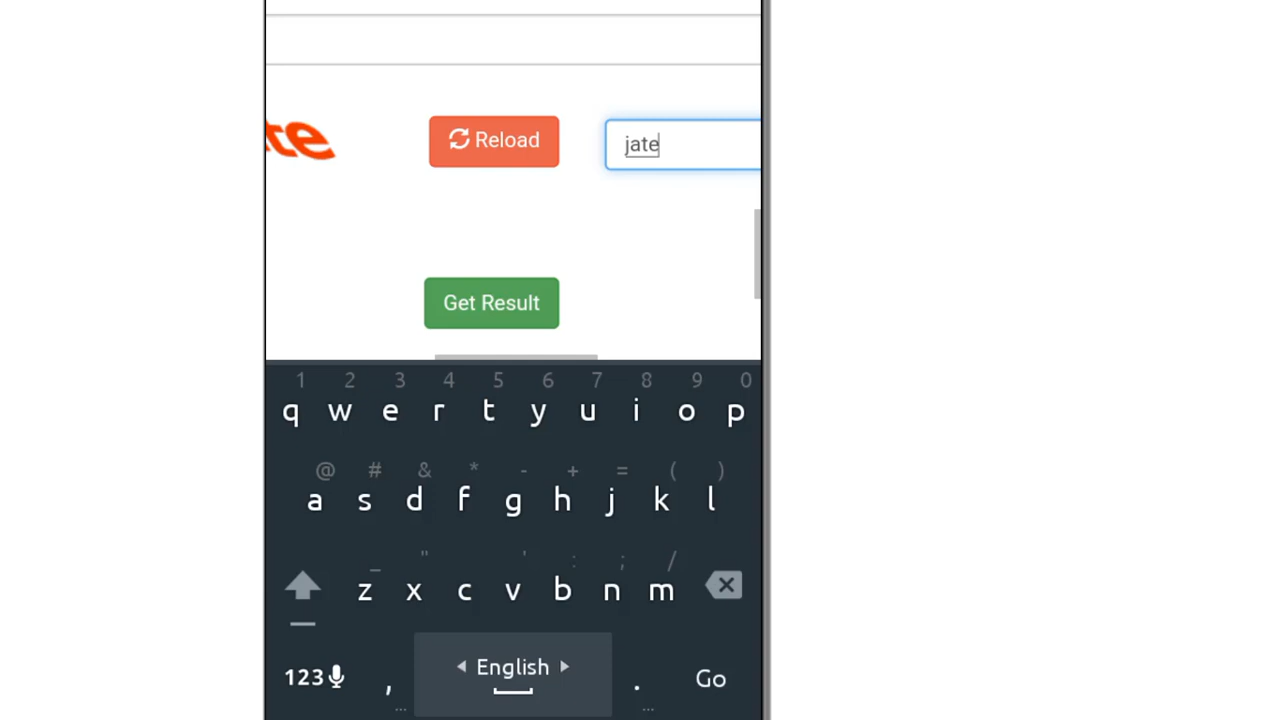 te
Reload
jate
Get Result
1 2 3 4 5 6 7 8 9 0
q w e r t y u i o p
@ # & * - + = ( )
a s d f g h j k l
_ " ' : ; /
z x c v b n m
123 , English . Go